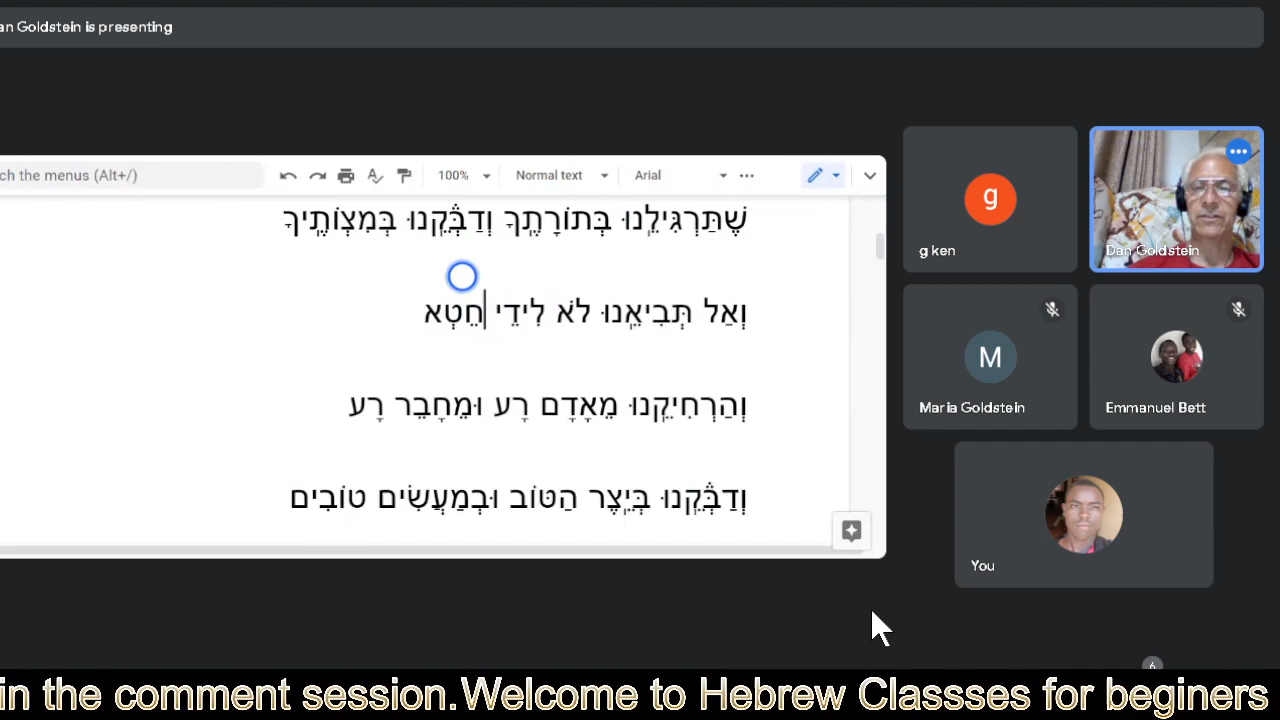 an Goldstein is presenting
ch the menus (Alt+/)
100%
Normal text
Arial
שֶׁתַּרְגִּילֵֽנוּ בְּתוֹרָתֶֽךָ וְדַבְּ֯קֵֽנוּ בְּמִצְוֹתֶֽיךָ
וְאַל תְּבִיאֵֽנוּ לֹא לִידֵי חֵטְא
וְהַרְחִיקֵֽנוּ מֵאָדָם רָע וּמֵחָבֵר רָע
וְדַבְּ֯קֵֽנוּ בְּיֵֽצֶר הַטּוֹב וּבְמַעֲשִׂים טוֹבִים
g
g ken
Dan Goldstein
M
Maria Goldstein
Emmanuel Bett
You
6
in the comment session.Welcome to Hebrew Classses for beginers